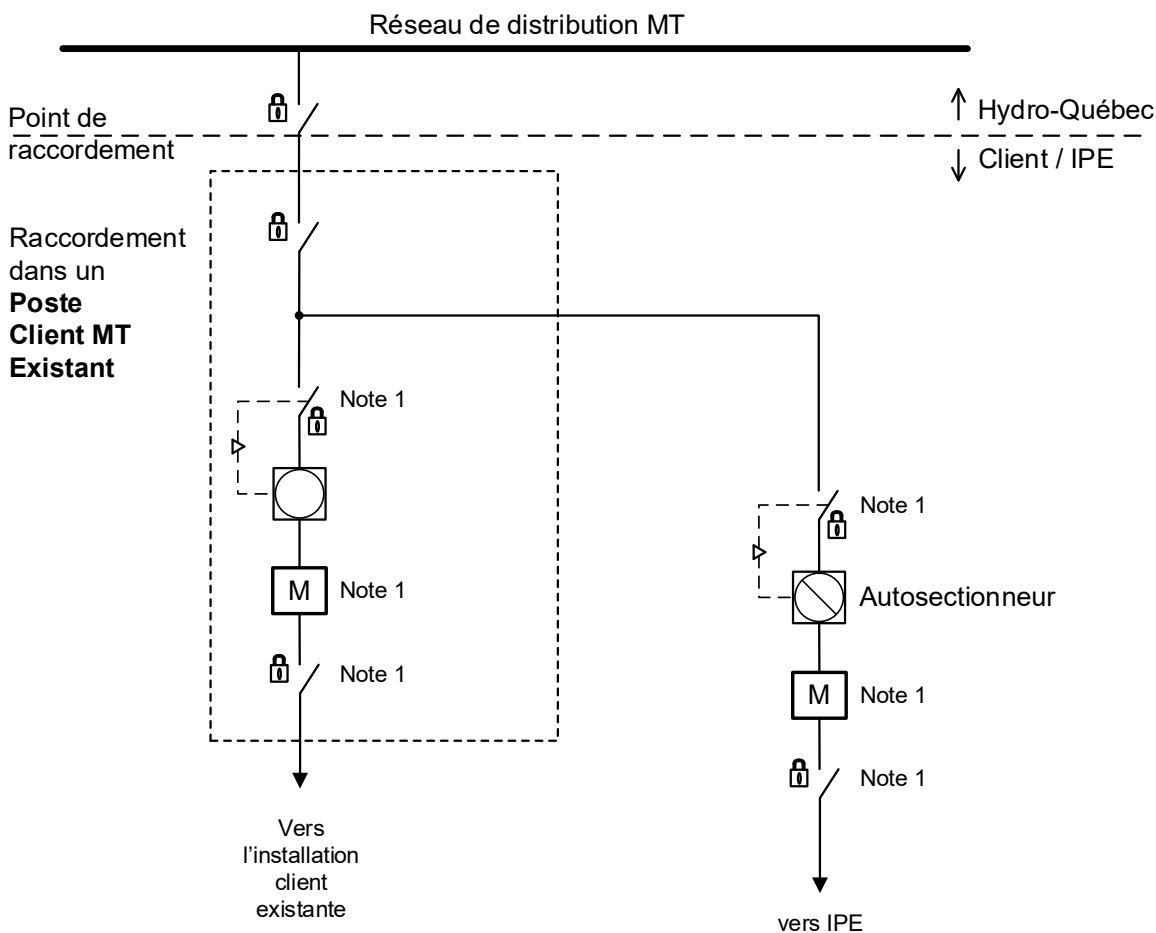 Réseau de distribution MT
Point de
raccordement
↑ Hydro-Québec
↓ Client / IPE
Raccordement
dans un
Poste
Client MT
Existant
Note 1
M
Note 1
Note 1
Vers
l'installation
client
existante
Note 1
Autosectionneur
M
Note 1
Note 1
vers IPE